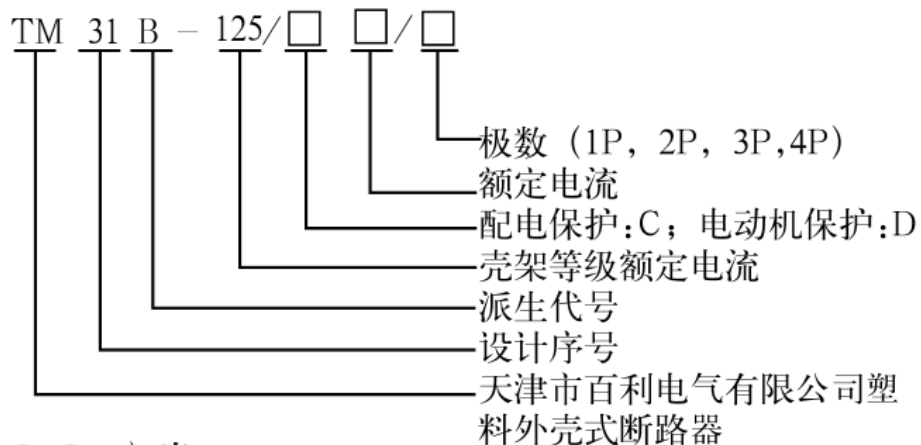 TM 31 B - 125/□ □/□
极数（1P，2P，3P,4P）
额定电流
配电保护:C；电动机保护:D
壳架等级额定电流
派生代号
设计序号
天津市百利电气有限公司塑
料外壳式断路器